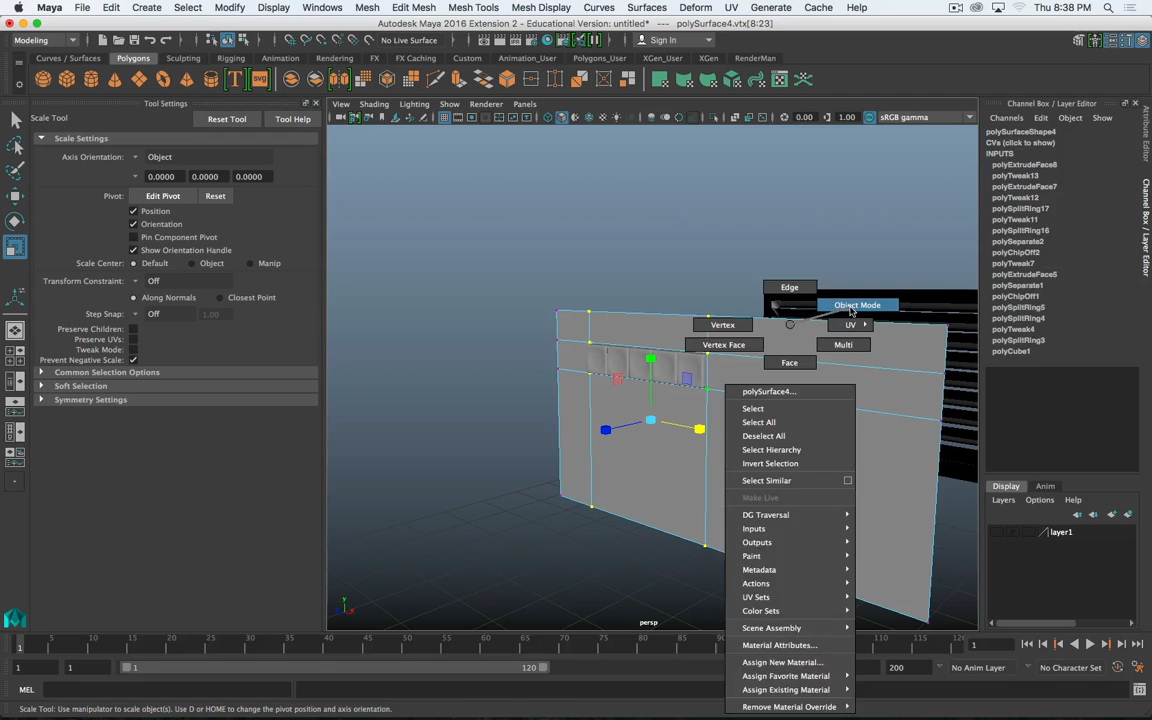 Maya File Edit Create Select Modify Display Windows Mesh Edit Mesh Mesh Tools Mesh Display Curves Surfaces Deform UV Generate Cache Help Thu 8:38 PM
Autodesk Maya 2016 Extension 2 - Educational Version: untitled* --- polySurface4.vtx[8:23]
Modeling No Live Surface Sign In
Curves / Surfaces Polygons Sculpting Rigging Animation Rendering FX FX Caching Custom Animation_User Polygons_User XGen_User XGen RenderMan
Tool Settings
Scale Tool Reset Tool Tool Help
Scale Settings
Axis Orientation: Object
0.0000 0.0000 0.0000
Pivot: Edit Pivot Reset
Position
Orientation
Pin Component Pivot
Show Orientation Handle
Scale Center: Default Object Manip
Transform Constraint: Off
Along Normals Closest Point
Step Snap: Off 1.00
Preserve Children:
Preserve UVs:
Tweak Mode:
Prevent Negative Scale:
Common Selection Options
Soft Selection
Symmetry Settings
View Shading Lighting Show Renderer Panels
0.00 1.00 sRGB gamma
Edge
Object Mode
Vertex UV
Vertex Face Multi
Face
polySurface4...
Select
Select All
Deselect All
Select Hierarchy
Invert Selection
Select Similar
Make Live
DG Traversal
Inputs
Outputs
Paint
Metadata
Actions
UV Sets
Color Sets
Scene Assembly
Material Attributes...
Assign New Material...
Assign Favorite Material
Assign Existing Material
Remove Material Override
persp
Channel Box / Layer Editor
Channels Edit Object Show
polySurfaceShape4
CVs (click to show)
INPUTS
polyExtrudeFace8
polyTweak13
polyExtrudeFace7
polyTweak12
polySplitRing17
polyTweak11
polySplitRing16
polySeparate2
polyChipOff2
polyTweak7
polyExtrudeFace5
polySeparate1
polyChipOff1
polySplitRing5
polySplitRing4
polyTweak4
polySplitRing3
polyCube1
Display Anim
Layers Options Help
layer1
Attribute Editor
Channel Box / Layer Editor
5 10 15 20 25 30 35 40 45 50 55 60 65 70 75 80 85 90 95 100 105 110 115 12
1
1
1 1 1 120 200 No Anim Layer No Character Set
MEL
Scale Tool: Use manipulator to scale object(s). Use D or HOME to change the pivot position and axis orientation.